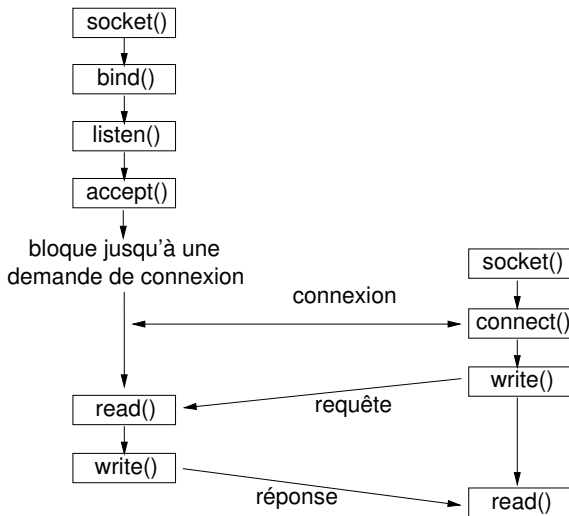 socket()
bind()
listen()
accept()
bloque jusqu'à une
demande de connexion
socket()
connexion
connect()
write()
read()
requête
write()
réponse
read()